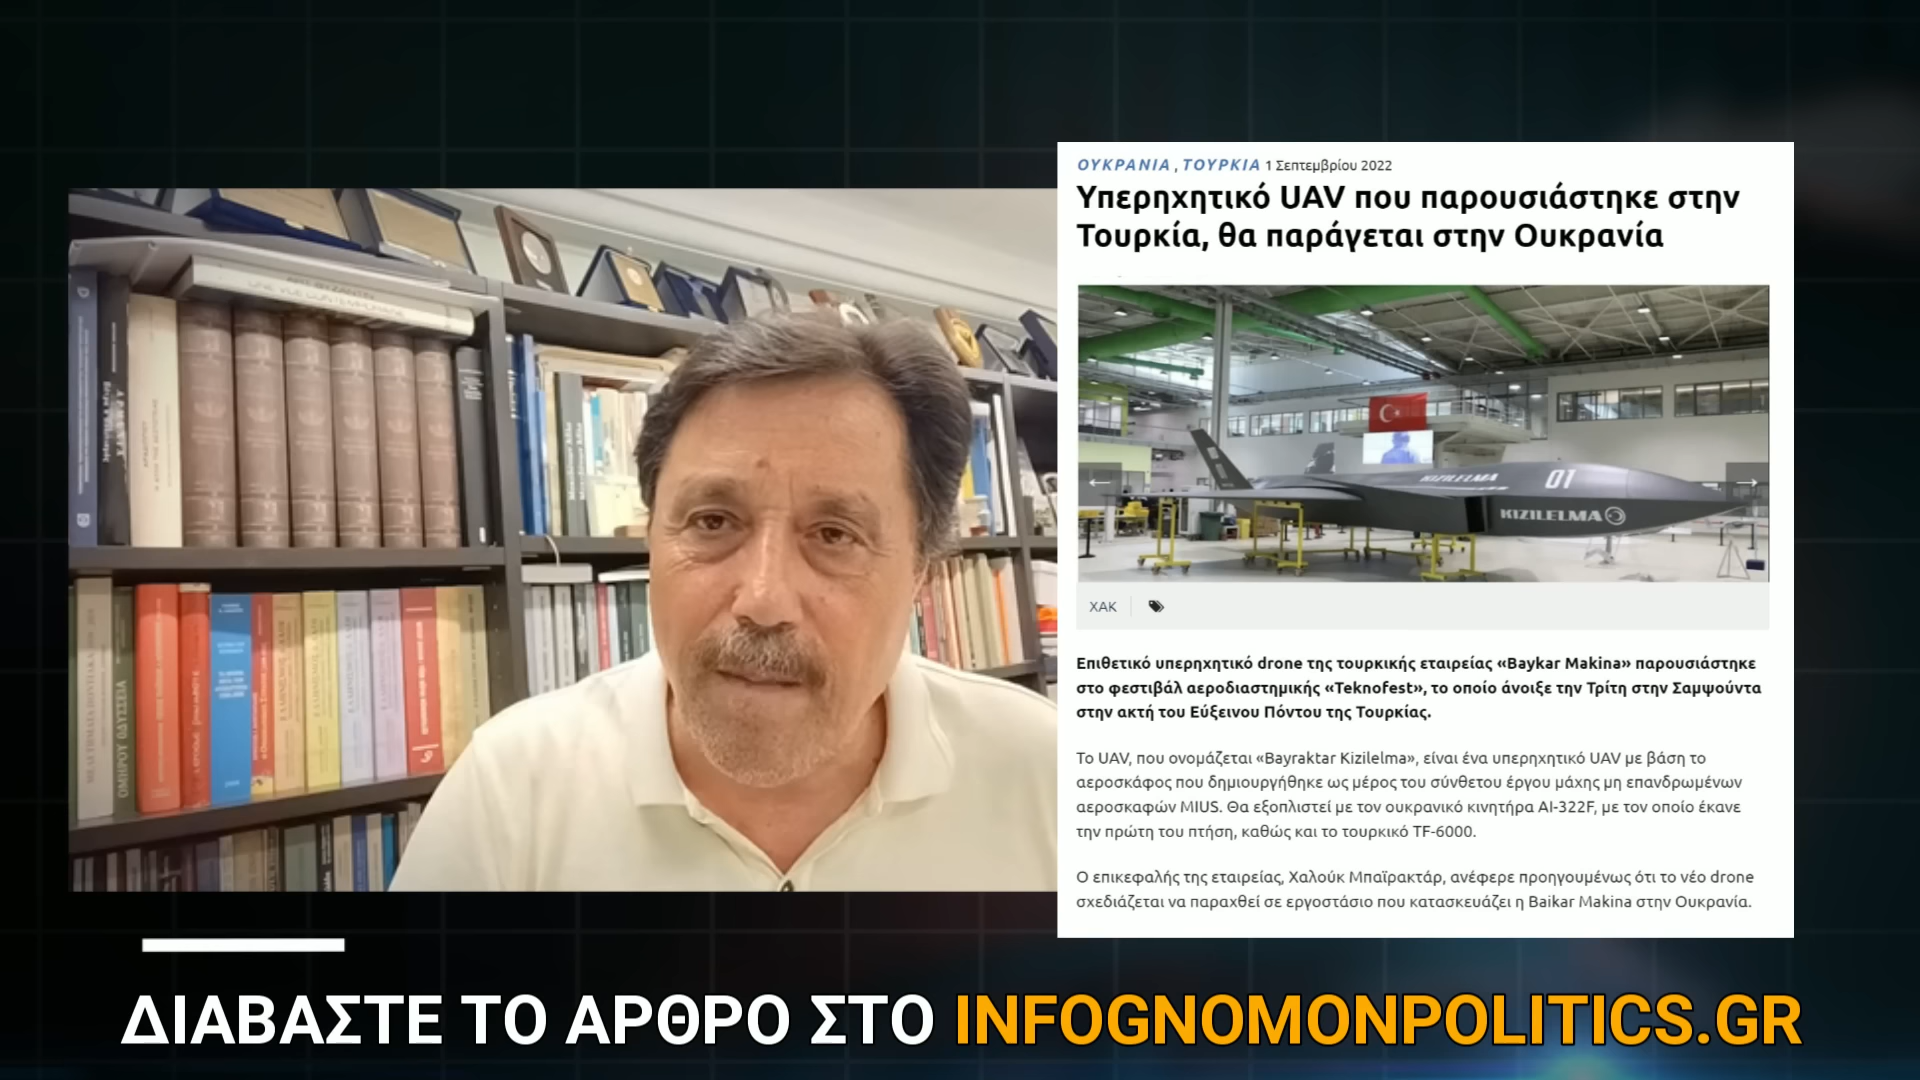 ΟΥΚΡΑΝΙΑ , ΤΟΥΡΚΙΑ 1 Σεπτεμβρίου 2022
Υπερηχητικό UAV που παρουσιάστηκε στην
Τουρκία, θα παράγεται στην Ουκρανία
KIZILELMA
01
KIZILELMA
ΧΑΚ
Επιθετικό υπερηχητικό drone της τουρκικής εταιρείας «Baykar Makina» παρουσιάστηκε
στο φεστιβάλ αεροδιαστημικής «Teknofest», το οποίο άνοιξε την Τρίτη στην Σαμψούντα
στην ακτή του Εύξεινου Πόντου της Τουρκίας.
Το UAV, που ονομάζεται «Bayraktar Kizilelma», είναι ένα υπερηχητικό UAV με βάση το
αεροσκάφος που δημιουργήθηκε ως μέρος του σύνθετου έργου μάχης μη επανδρωμένων
αεροσκαφών MIUS. Θα εξοπλιστεί με τον ουκρανικό κινητήρα AI-322F, με τον οποίο έκανε
την πρώτη του πτήση, καθώς και το τουρκικό TF-6000.
Ο επικεφαλής της εταιρείας, Χαλούκ Μπαϊρακτάρ, ανέφερε προηγουμένως ότι το νέο drone
σχεδιάζεται να παραχθεί σε εργοστάσιο που κατασκευάζει η Baikar Makina στην Ουκρανία.
ΟΜΗΡΟΥ ΟΔΥΣΣΕΙΑ
ΔΙΑΒΑΣΤΕ ΤΟ ΑΡΘΡΟ ΣΤΟ INFOGNOMONPOLITICS.GR